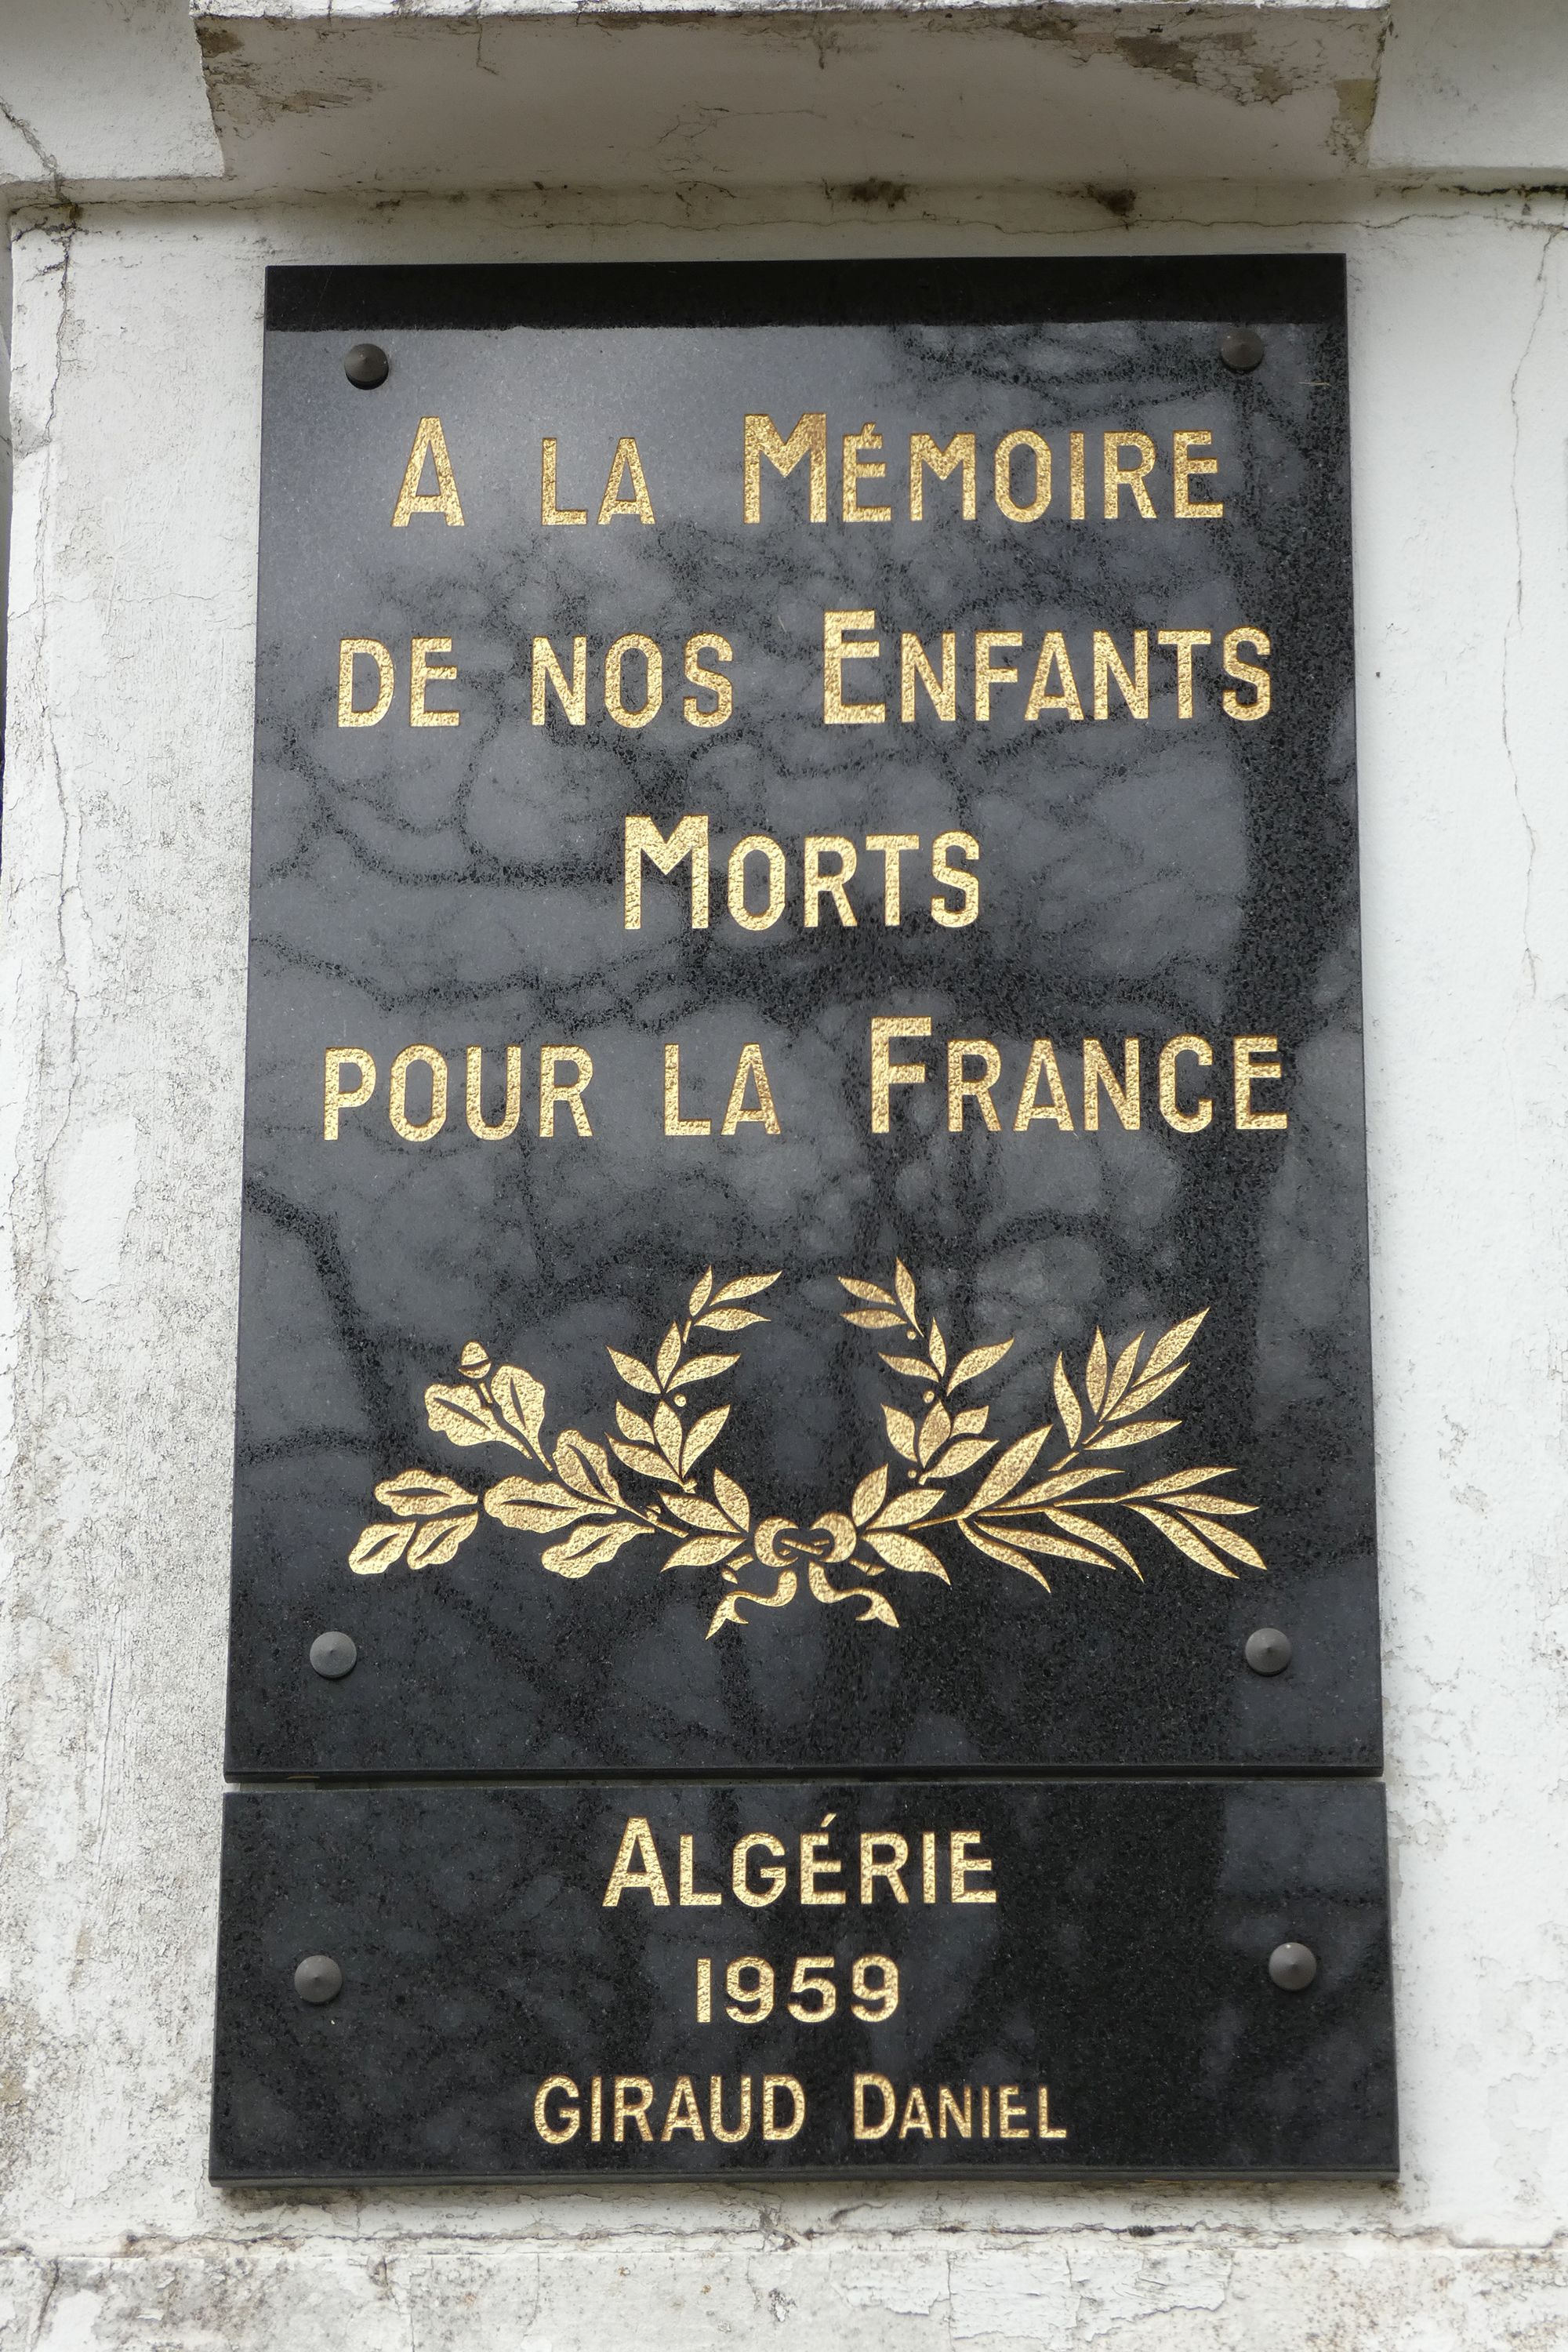 A LA MÉMOIRE
DE NOS ENFANTS
MORTS
POUR LA FRANCE
ALGÉRIE
1959
GIRAUD DANIEL